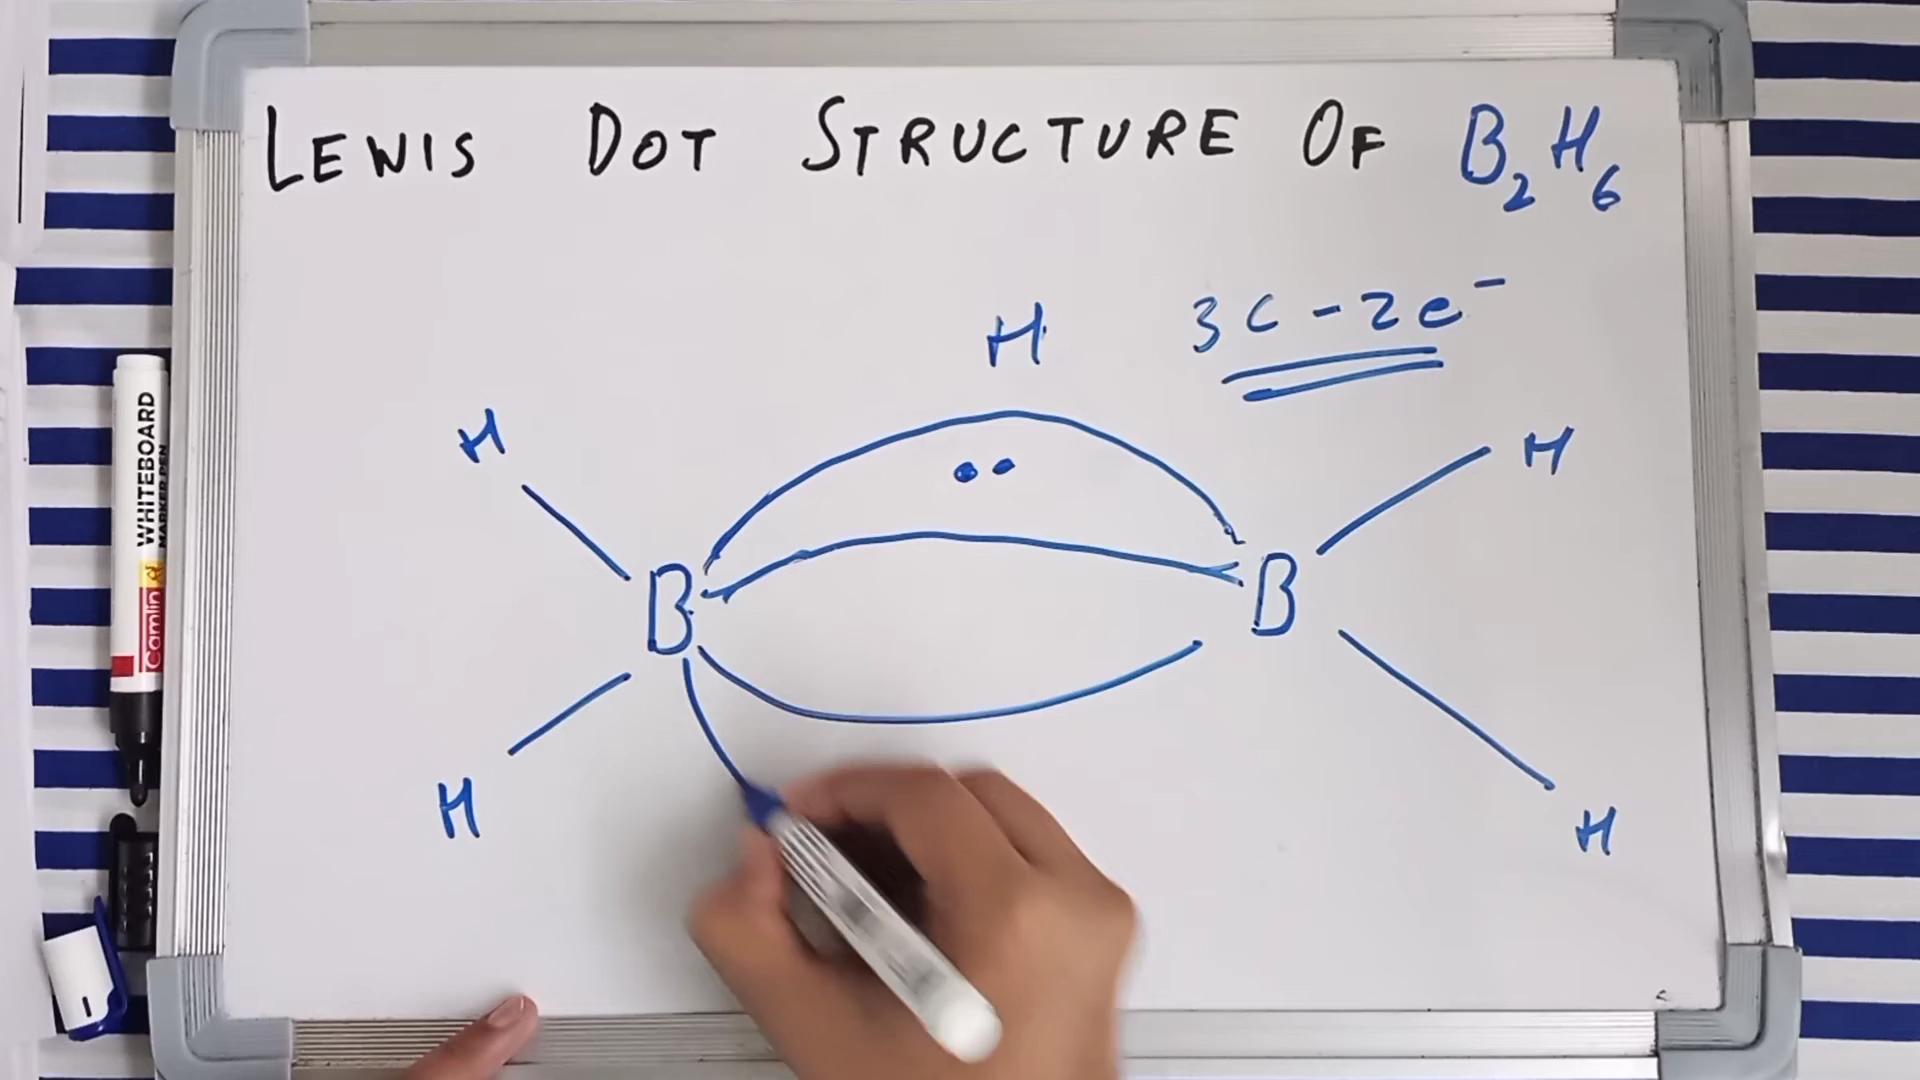 LEWIS DOT STRUCTURE OF B₂H₆
3C-2e⁻
H
H
H
B
B
H
H
WHITEBOARD
MARKER PEN
Camlin